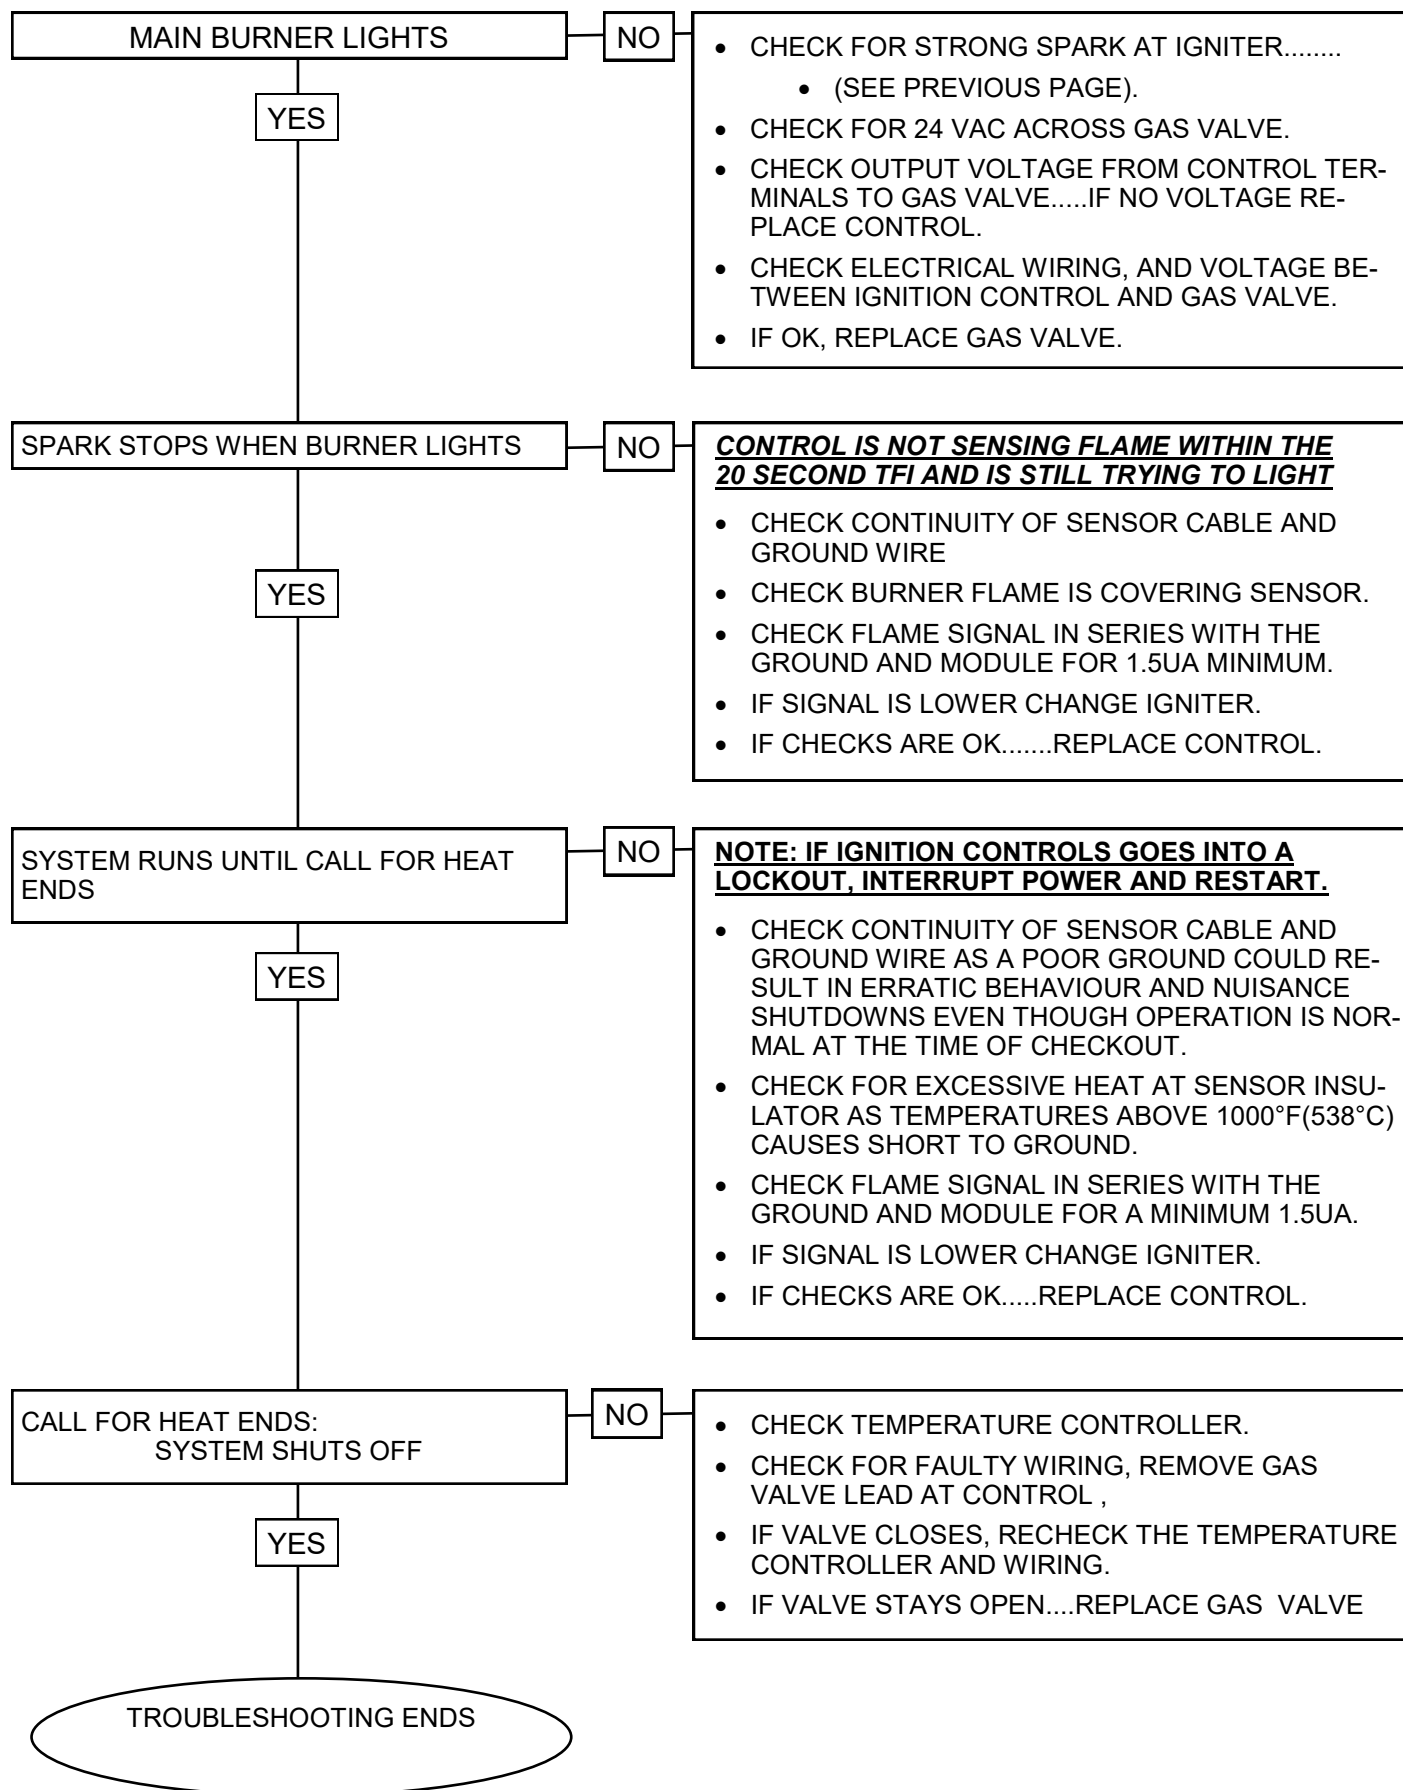 MAIN BURNER LIGHTS
NO
• CHECK FOR STRONG SPARK AT IGNITER........
• (SEE PREVIOUS PAGE).
• CHECK FOR 24 VAC ACROSS GAS VALVE.
• CHECK OUTPUT VOLTAGE FROM CONTROL TER-
MINALS TO GAS VALVE.....IF NO VOLTAGE RE-
PLACE CONTROL.
• CHECK ELECTRICAL WIRING, AND VOLTAGE BE-
TWEEN IGNITION CONTROL AND GAS VALVE.
• IF OK, REPLACE GAS VALVE.
YES
SPARK STOPS WHEN BURNER LIGHTS
NO
CONTROL IS NOT SENSING FLAME WITHIN THE
20 SECOND TFI AND IS STILL TRYING TO LIGHT
• CHECK CONTINUITY OF SENSOR CABLE AND
GROUND WIRE
• CHECK BURNER FLAME IS COVERING SENSOR.
• CHECK FLAME SIGNAL IN SERIES WITH THE
GROUND AND MODULE FOR 1.5UA MINIMUM.
• IF SIGNAL IS LOWER CHANGE IGNITER.
• IF CHECKS ARE OK.......REPLACE CONTROL.
YES
SYSTEM RUNS UNTIL CALL FOR HEAT
ENDS
NO
NOTE: IF IGNITION CONTROLS GOES INTO A
LOCKOUT, INTERRUPT POWER AND RESTART.
• CHECK CONTINUITY OF SENSOR CABLE AND
GROUND WIRE AS A POOR GROUND COULD RE-
SULT IN ERRATIC BEHAVIOUR AND NUISANCE
SHUTDOWNS EVEN THOUGH OPERATION IS NOR-
MAL AT THE TIME OF CHECKOUT.
• CHECK FOR EXCESSIVE HEAT AT SENSOR INSU-
LATOR AS TEMPERATURES ABOVE 1000°F(538°C)
CAUSES SHORT TO GROUND.
• CHECK FLAME SIGNAL IN SERIES WITH THE
GROUND AND MODULE FOR A MINIMUM 1.5UA.
• IF SIGNAL IS LOWER CHANGE IGNITER.
• IF CHECKS ARE OK.....REPLACE CONTROL.
YES
CALL FOR HEAT ENDS:
SYSTEM SHUTS OFF
NO
• CHECK TEMPERATURE CONTROLLER.
• CHECK FOR FAULTY WIRING, REMOVE GAS
VALVE LEAD AT CONTROL ,
• IF VALVE CLOSES, RECHECK THE TEMPERATURE
CONTROLLER AND WIRING.
• IF VALVE STAYS OPEN....REPLACE GAS VALVE
YES
TROUBLESHOOTING ENDS